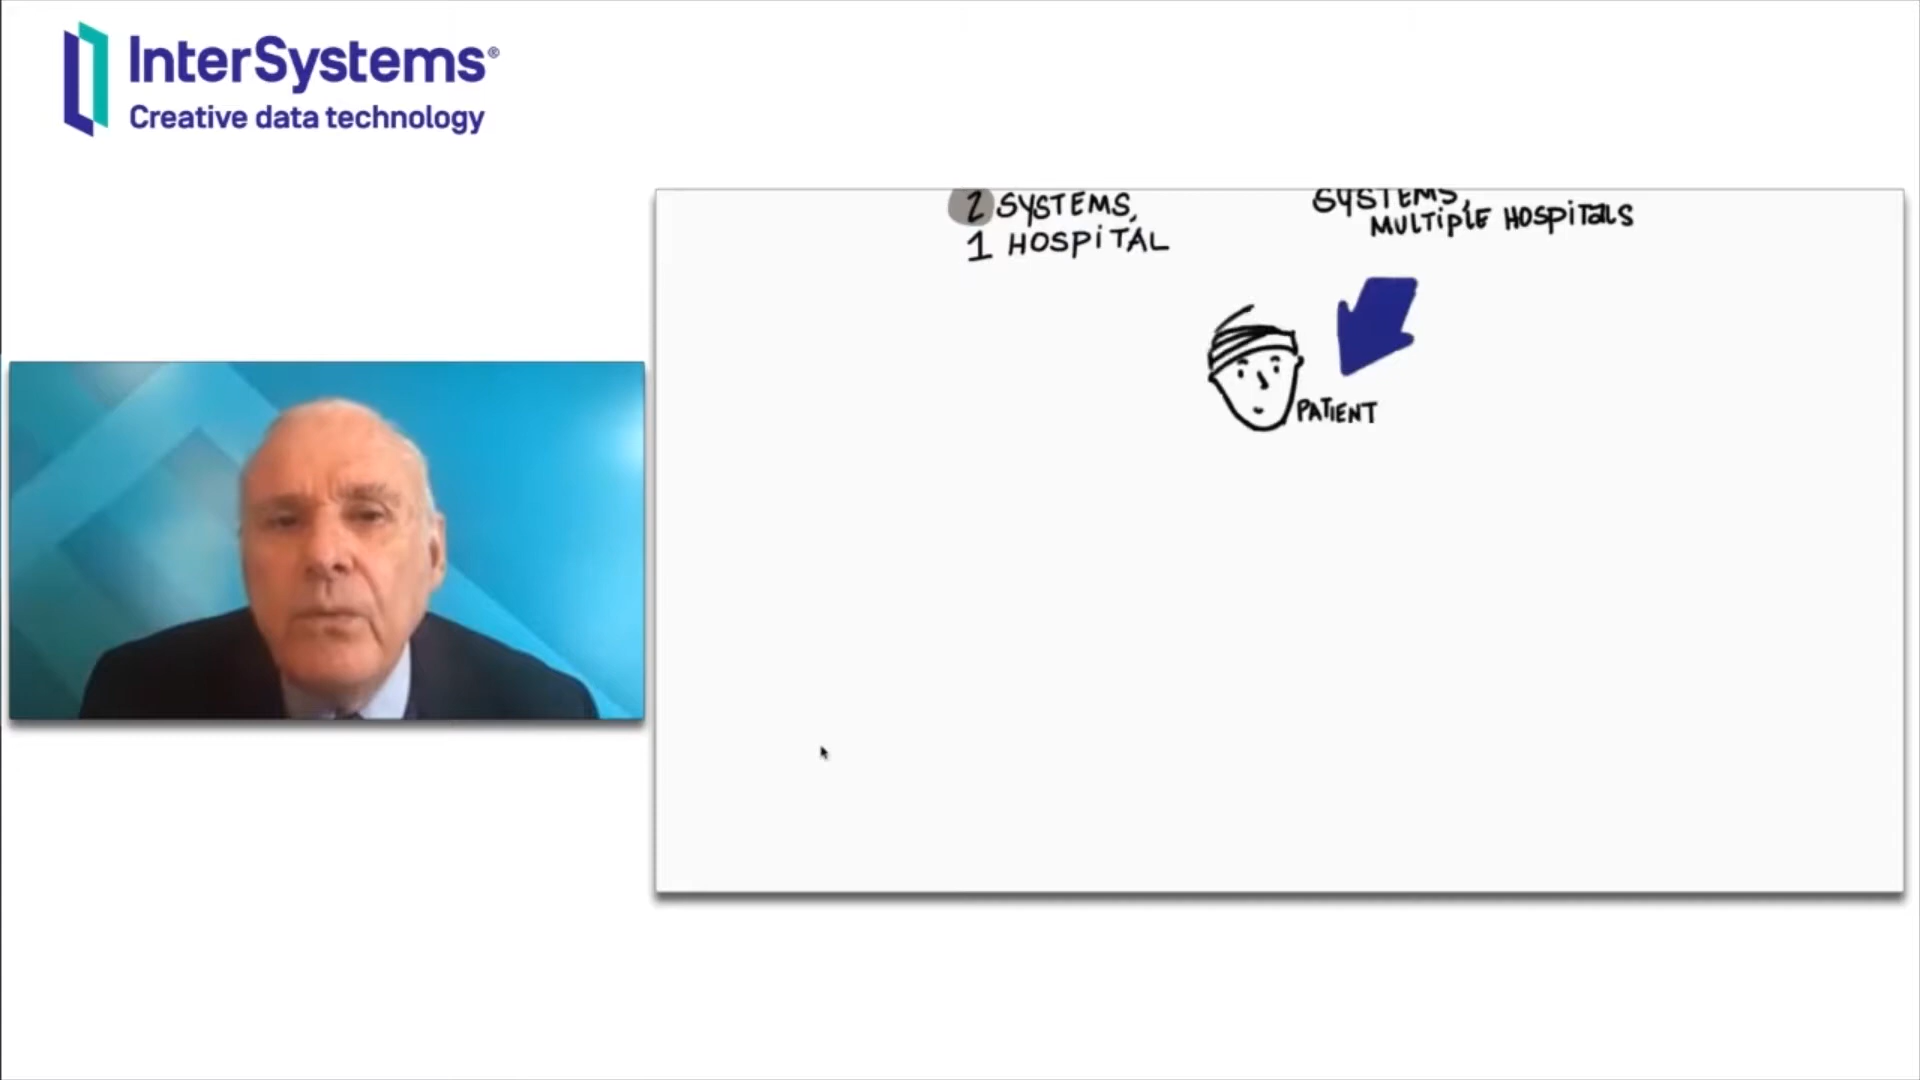 InterSystems®
Creative data technology
2 SYSTEMS,
1 HOSPITAL
SYSTEMS,
MULTIPLE HOSPITALS
PATIENT